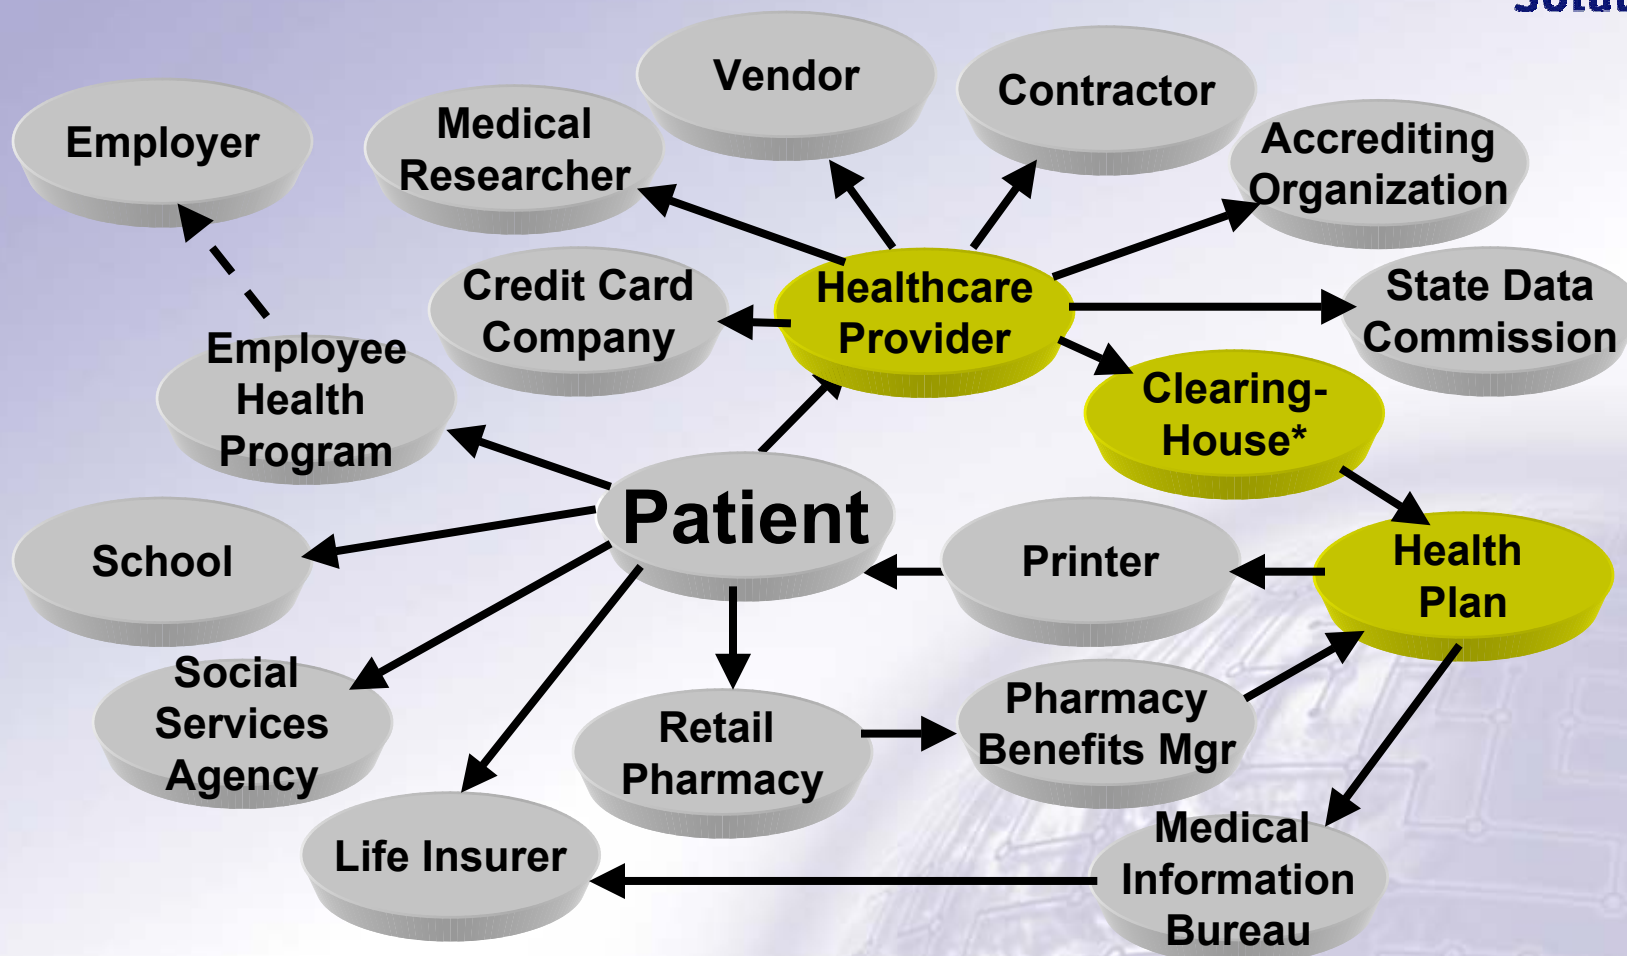 Vendor
Contractor
Employer
Medical
Researcher
Accrediting
Organization
Credit Card
Company
Healthcare
Provider
State Data
Commission
Employee
Health
Program
Clearing-
House*
Patient
School
Printer
Health
Plan
Social
Services
Agency
Retail
Pharmacy
Pharmacy
Benefits Mgr
Life Insurer
Medical
Information
Bureau